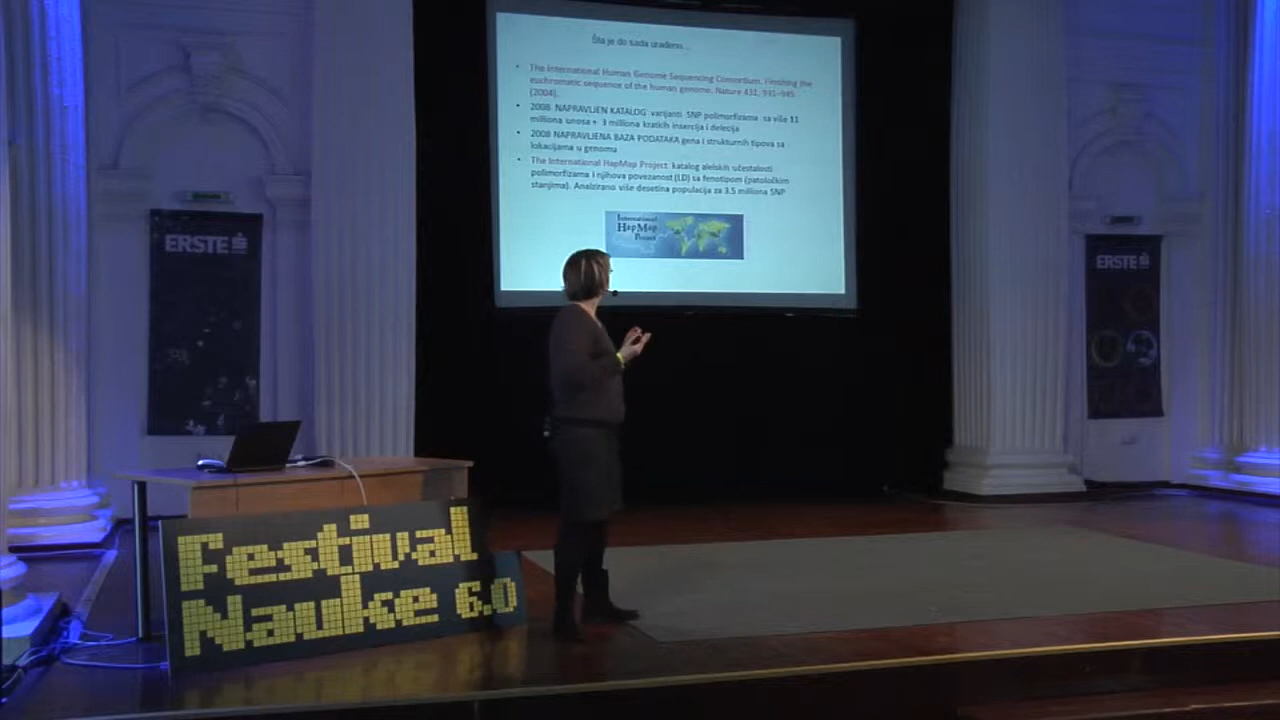 Šta je do sada urađeno...
• The International Human Genome Sequencing Consortium. Finishing the
euchromatic sequence of the human genome. Nature 431, 931–945
(2004).
• 2008 NAPRAVLJEN KATALOG varijanti SNP polimorfizama sa više 11
miliona unosa + 3 miliona kratkih insercija i delecija
• 2008 NAPRAVLJENA BAZA PODATAKA gena i strukturnih tipova sa
lokacijama u genoma
• The International HapMap Project: katalog alelskih učestalosti
polimorfizama i njihova povezanost (LD) sa fenotipom (patološkim
stanjima). Analzirano više desetina populacija za 3.5 miliona SNP
International
HapMap
Project
ERSTE
ERSTE
Festival
Nauke 6.0